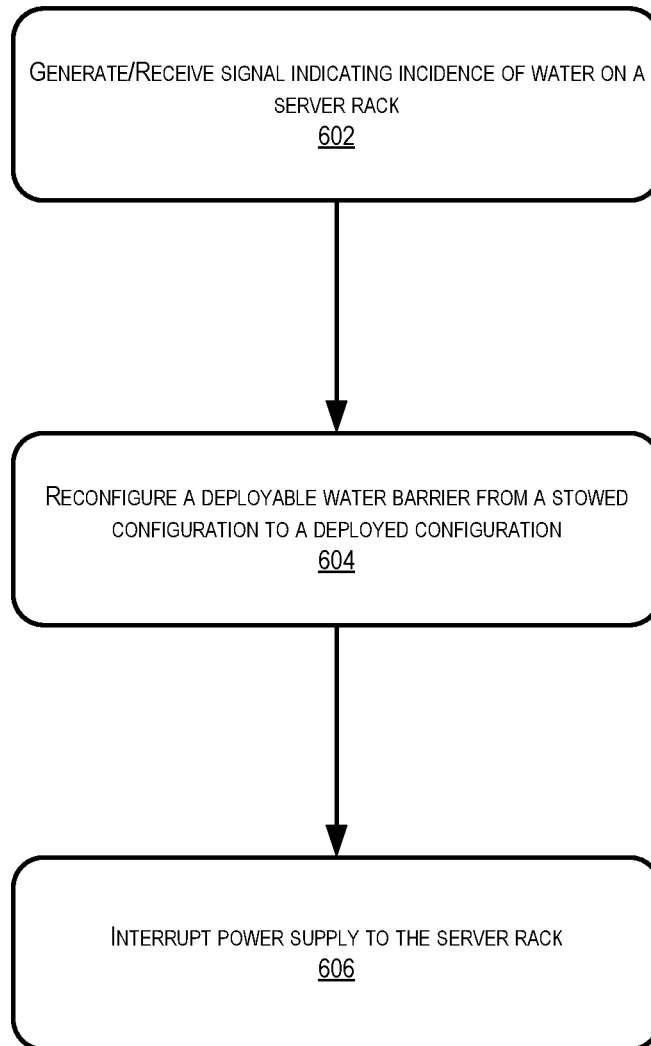 GENERATE/RECEIVE SIGNAL INDICATING INCIDENCE OF WATER ON A
SERVER RACK
602
RECONFIGURE A DEPLOYABLE WATER BARRIER FROM A STOWED
CONFIGURATION TO A DEPLOYED CONFIGURATION
604
INTERRUPT POWER SUPPLY TO THE SERVER RACK
606